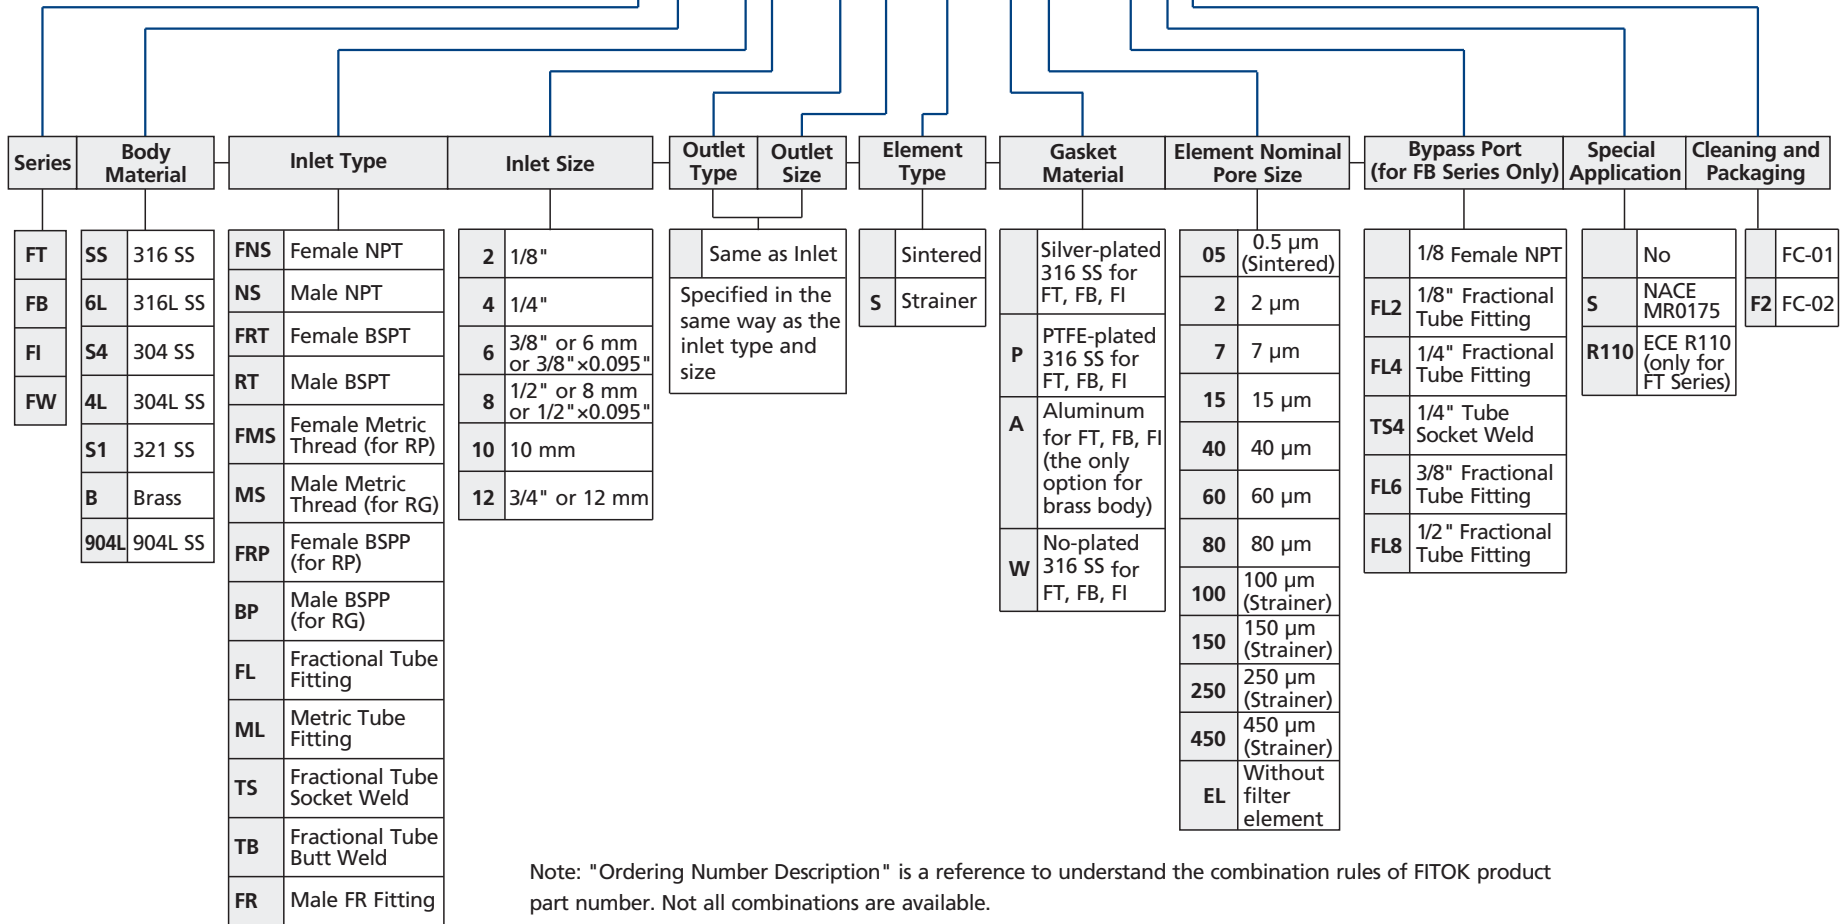 Series
Body
Material
Inlet Type
Inlet Size
Outlet
Type
Outlet
Size
Element
Type
Gasket
Material
Element Nominal
Pore Size
Bypass Port
(for FB Series Only)
Special
Application
Cleaning and
Packaging
FT
FB
FI
FW
SS 316 SS
6L 316L SS
S4 304 SS
4L 304L SS
S1 321 SS
B Brass
904L 904L SS
FNS Female NPT
NS Male NPT
FRT Female BSPT
RT Male BSPT
FMS Female Metric
Thread (for RP)
MS Male Metric
Thread (for RG)
FRP Female BSPP
(for RP)
BP Male BSPP
(for RG)
FL Fractional Tube
Fitting
ML Metric Tube
Fitting
TS Fractional Tube
Socket Weld
TB Fractional Tube
Butt Weld
FR Male FR Fitting
2 1/8"
4 1/4"
6 3/8" or 6 mm
or 3/8"×0.095"
8 1/2" or 8 mm
or 1/2"×0.095"
10 10 mm
12 3/4" or 12 mm
Same as Inlet
Specified in the
same way as the
inlet type and
size
Sintered
S Strainer
Silver-plated
316 SS for
FT, FB, FI
P PTFE-plated
316 SS for
FT, FB, FI
A Aluminum
for FT, FB, FI
(the only
option for
brass body)
W No-plated
316 SS for
FT, FB, FI
05 0.5 µm
(Sintered)
2 2 µm
7 7 µm
15 15 µm
40 40 µm
60 60 µm
80 80 µm
100 100 µm
(Strainer)
150 150 µm
(Strainer)
250 250 µm
(Strainer)
450 450 µm
(Strainer)
EL Without
filter
element
1/8 Female NPT
FL2 1/8" Fractional
Tube Fitting
FL4 1/4" Fractional
Tube Fitting
TS4 1/4" Tube
Socket Weld
FL6 3/8" Fractional
Tube Fitting
FL8 1/2" Fractional
Tube Fitting
No
S NACE
MR0175
R110 ECE R110
(only for
FT Series)
FC-01
F2 FC-02
Note: "Ordering Number Description" is a reference to understand the combination rules of FITOK product
part number. Not all combinations are available.